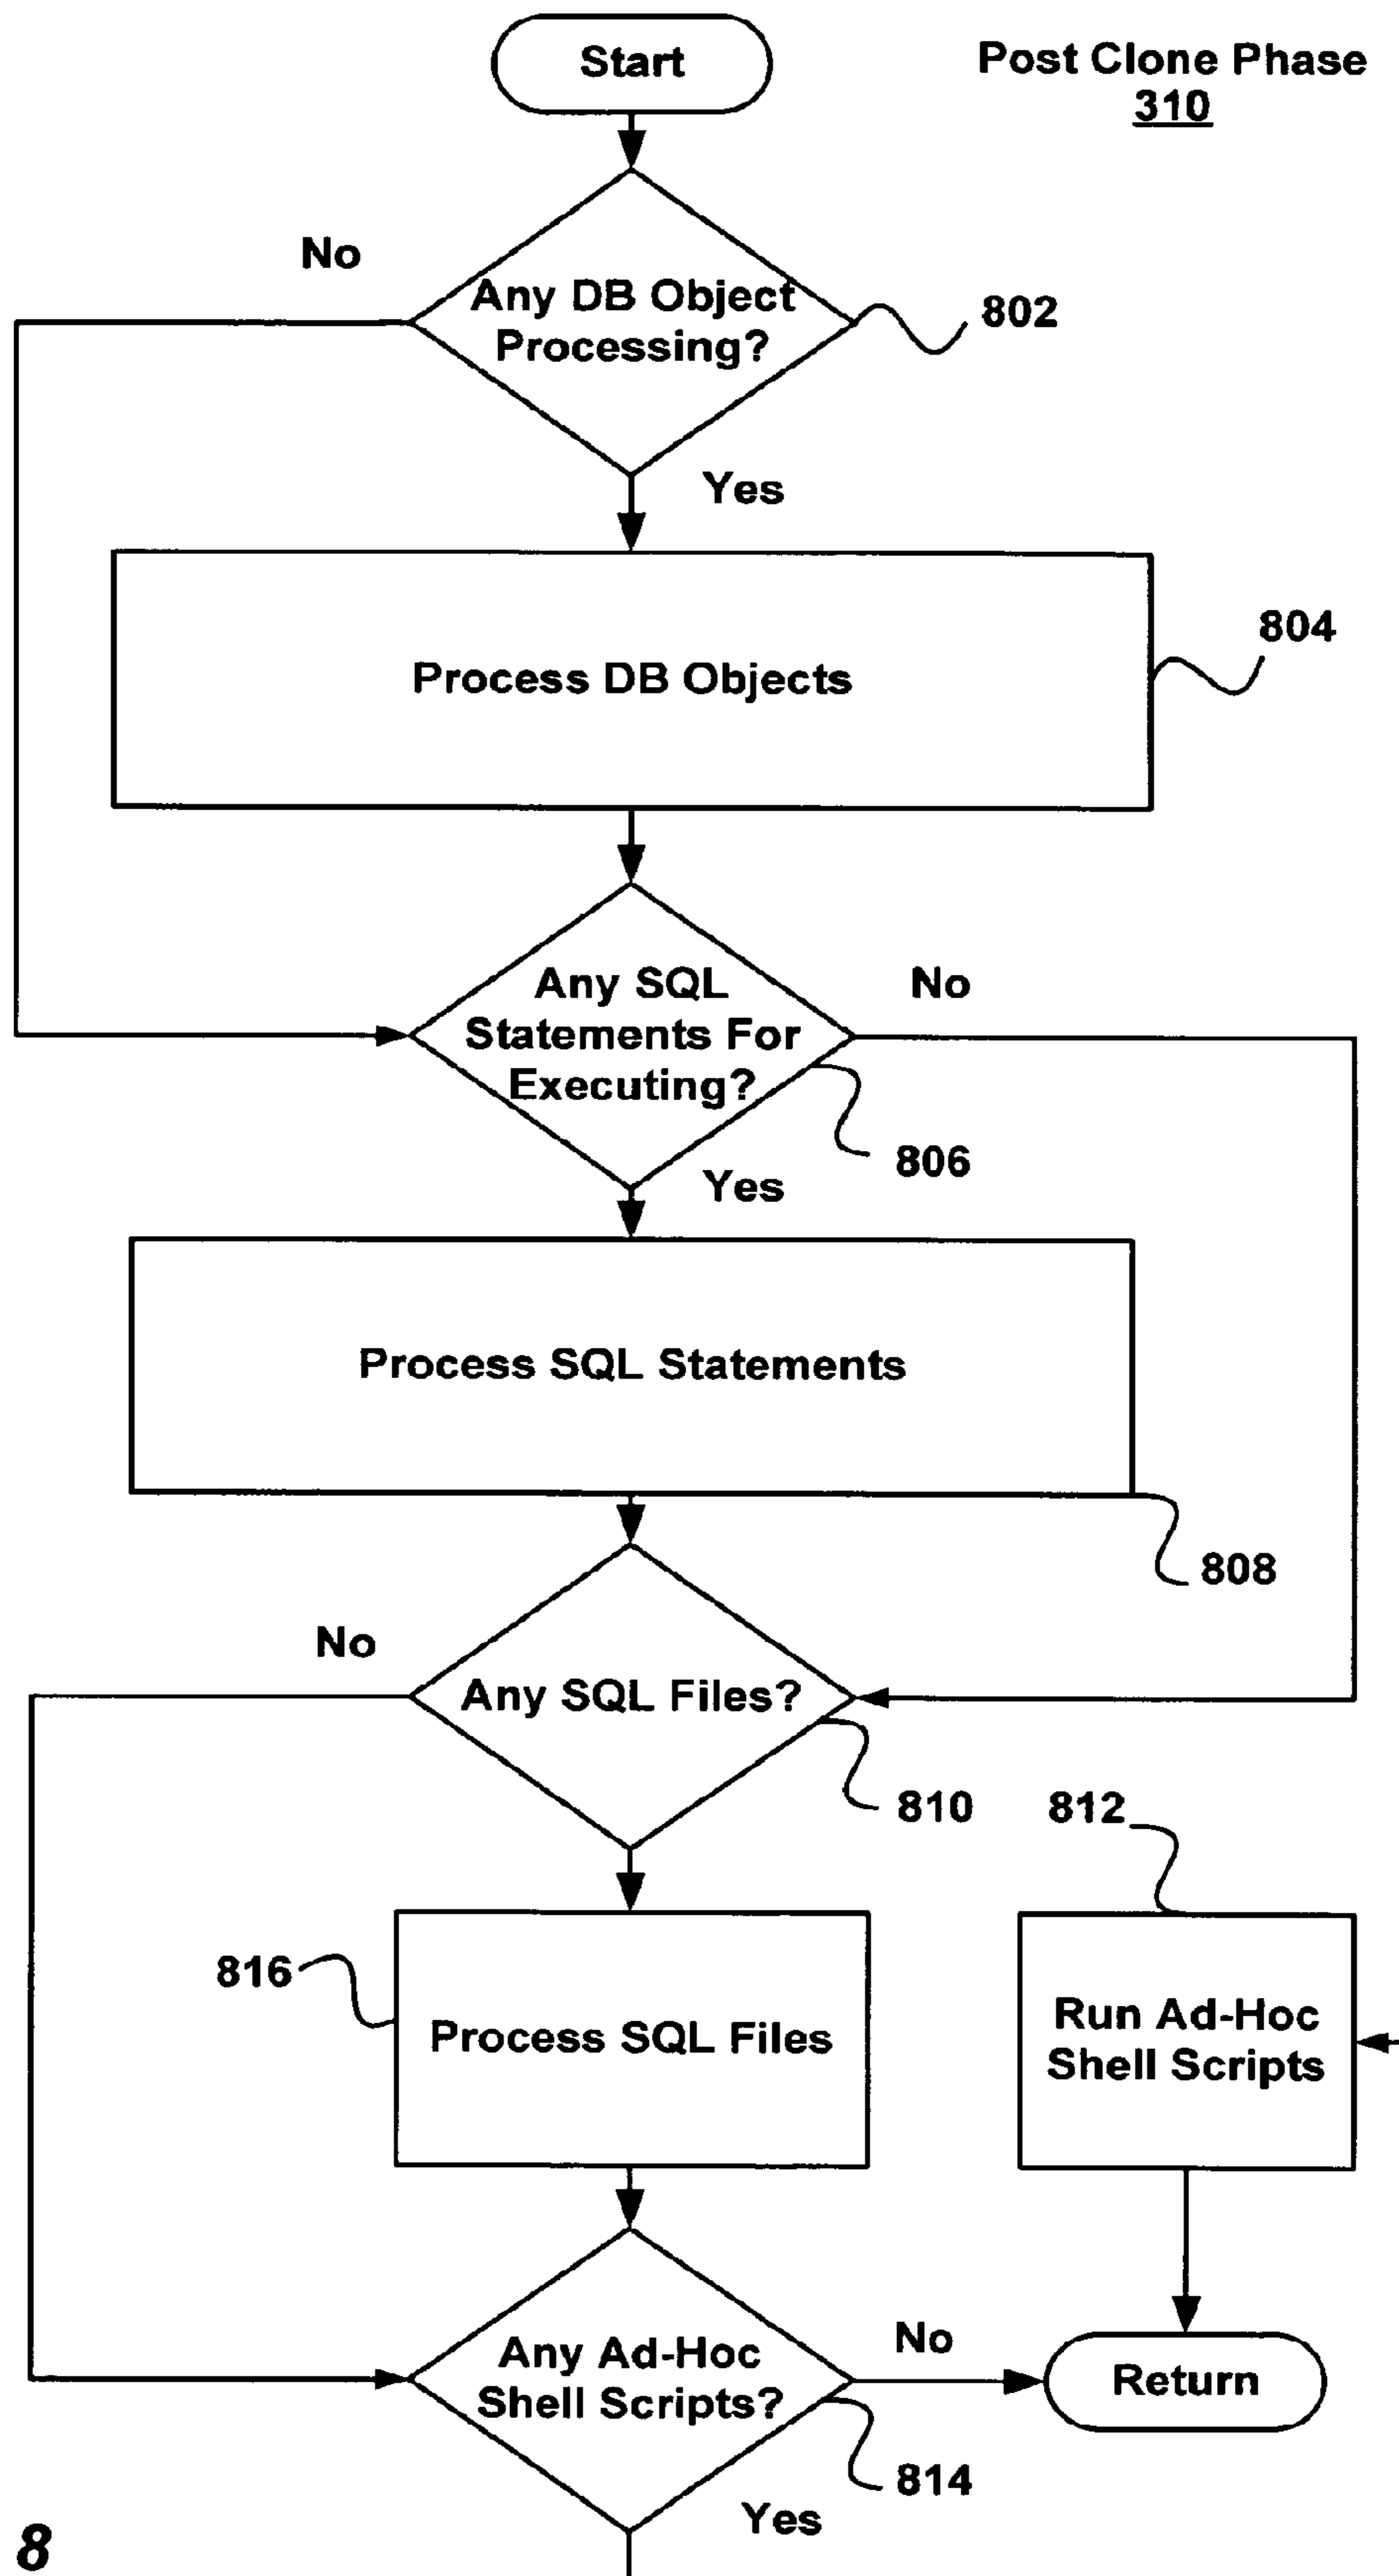 Start
Post Clone Phase
310
No
Any DB Object
Processing?
802
Yes
804
Process DB Objects
Any SQL
Statements For
Executing?
No
806
Yes
Process SQL Statements
808
No
Any SQL Files?
810
812
816
Process SQL Files
Run Ad-Hoc
Shell Scripts
Any Ad-Hoc
Shell Scripts?
No
Return
814
Yes
8